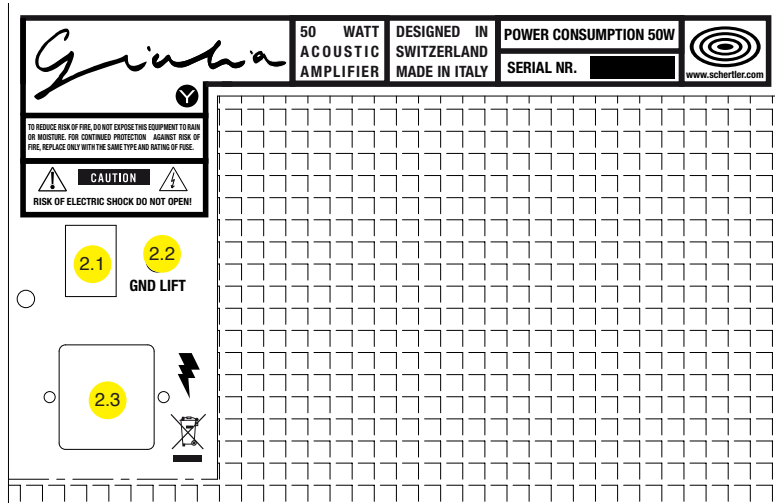 Giulia
Y
50 WATT
ACOUSTIC
AMPLIFIER
DESIGNED IN
SWITZERLAND
MADE IN ITALY
POWER CONSUMPTION 50W
SERIAL NR.
www.schertler.com
TO REDUCE RISK OF FIRE, DO NOT EXPOSE THIS EQUIPMENT TO RAIN
OR MOISTURE. FOR CONTINUED PROTECTION AGAINST RISK OF
FIRE, REPLACE ONLY WITH THE SAME TYPE AND RATING OF FUSE.
CAUTION
RISK OF ELECTRIC SHOCK DO NOT OPEN!
2.1
2.2
GND LIFT
2.3